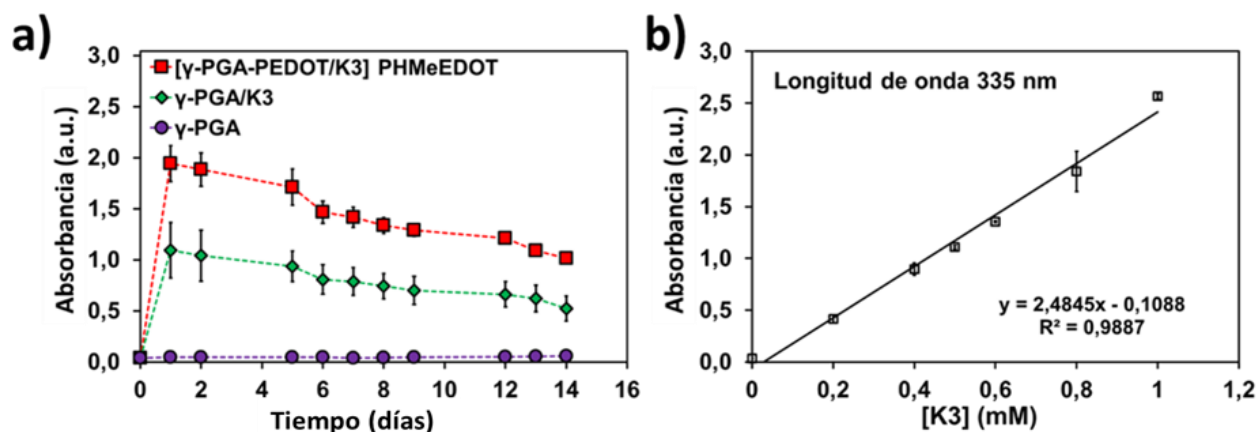 a)
Absorbancia (a.u.)
3,0
2,5
2,0
1,5
1,0
0,5
0,0
[γ-PGA-PEDOT/K3] PHMeEDOT
γ-PGA/K3
γ-PGA
0 2 4 6 8 10 12 14 16
Tiempo (días)
b)
Absorbancia (a.u.)
3,0
2,5
2,0
1,5
1,0
0,5
0,0
Longitud de onda 335 nm
y = 2,4845x - 0,1088
R² = 0,9887
0 0,2 0,4 0,6 0,8 1 1,2
[K3] (mM)